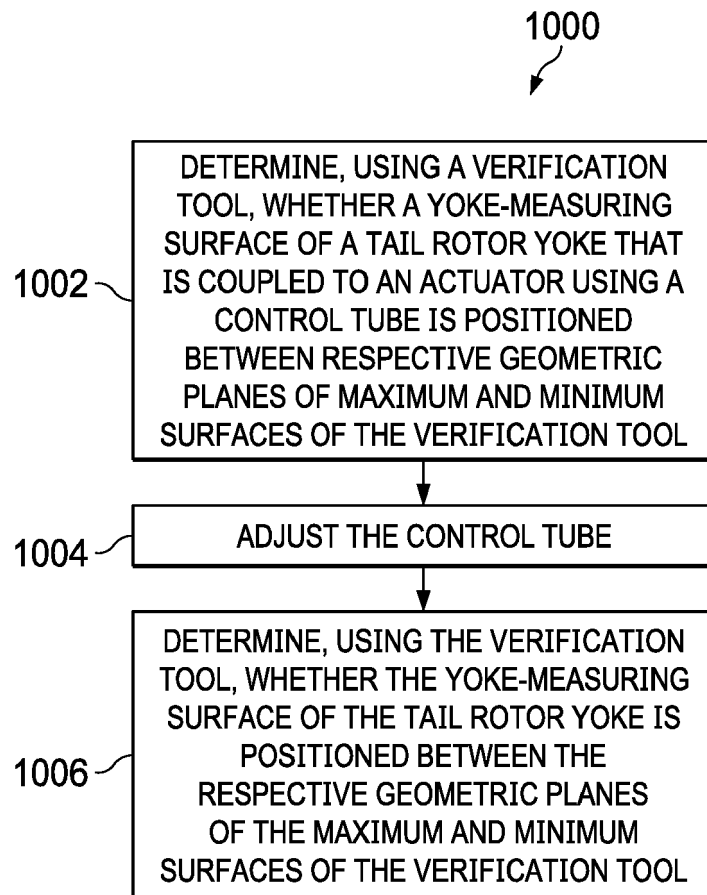 1000
DETERMINE, USING A VERIFICATION
TOOL, WHETHER A YOKE-MEASURING
SURFACE OF A TAIL ROTOR YOKE THAT
IS COUPLED TO AN ACTUATOR USING A
CONTROL TUBE IS POSITIONED
BETWEEN RESPECTIVE GEOMETRIC
PLANES OF MAXIMUM AND MINIMUM
SURFACES OF THE VERIFICATION TOOL
1002
ADJUST THE CONTROL TUBE
1004
DETERMINE, USING THE VERIFICATION
TOOL, WHETHER THE YOKE-MEASURING
SURFACE OF THE TAIL ROTOR YOKE IS
POSITIONED BETWEEN THE
RESPECTIVE GEOMETRIC PLANES
OF THE MAXIMUM AND MINIMUM
SURFACES OF THE VERIFICATION TOOL
1006